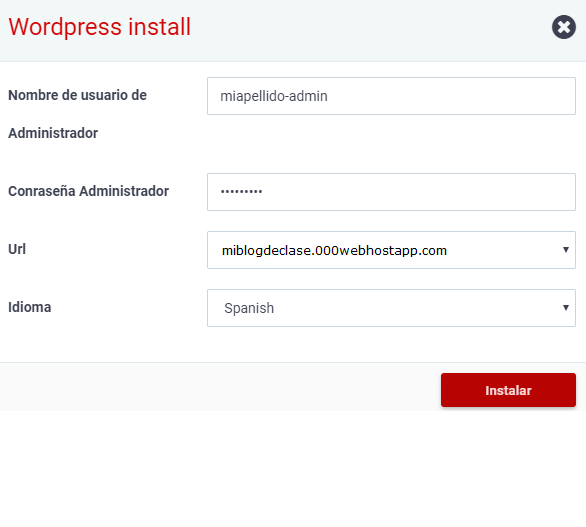 Wordpress install
Nombre de usuario de
Administrador
miapellido-admin
Conraseña Administrador
•••••••••
Url
miblogdeclase.000webhostapp.com
Idioma
Spanish
Instalar